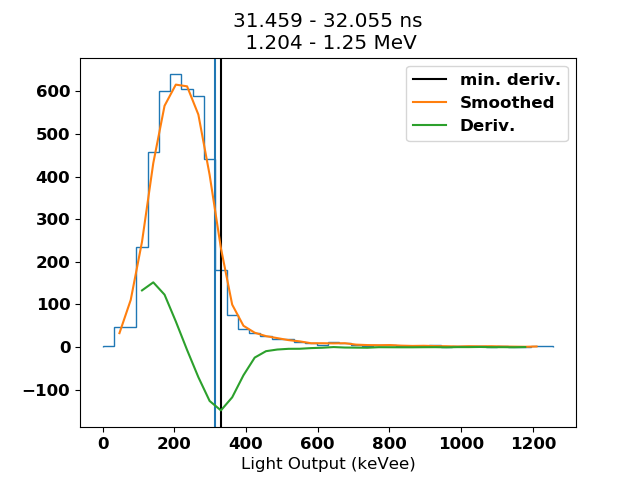 31.459 - 32.055 ns
1.204 - 1.25 MeV
min. deriv.
Smoothed
Deriv.
600
500
400
300
200
100
0
−100
0 200 400 600 800 1000 1200
Light Output (keVee)